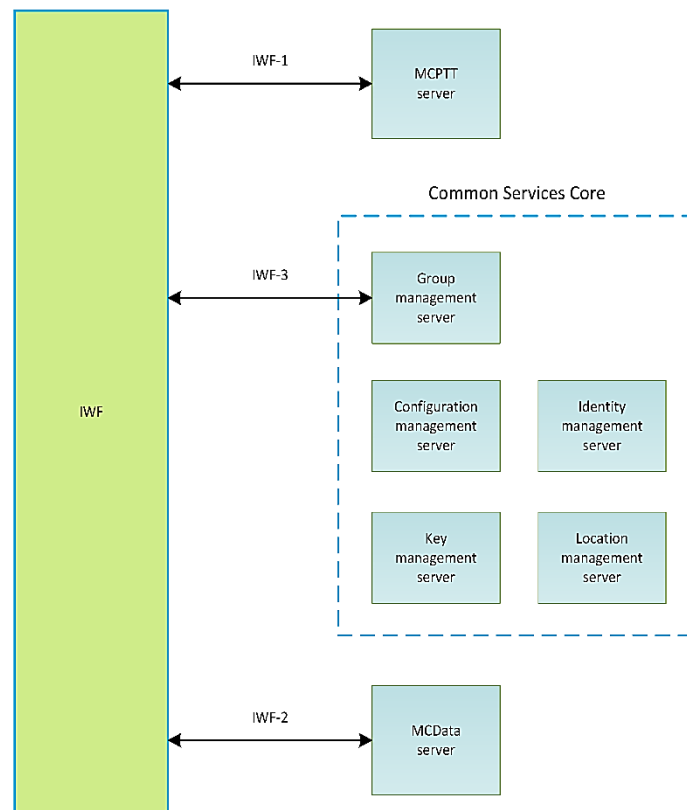 IWF-1
MCPTT
server
Common Services Core
IWF-3
Group
management
server
IWF
Configuration
management
server
Identity
management
server
Key
management
server
Location
management
server
IWF-2
MCData
server